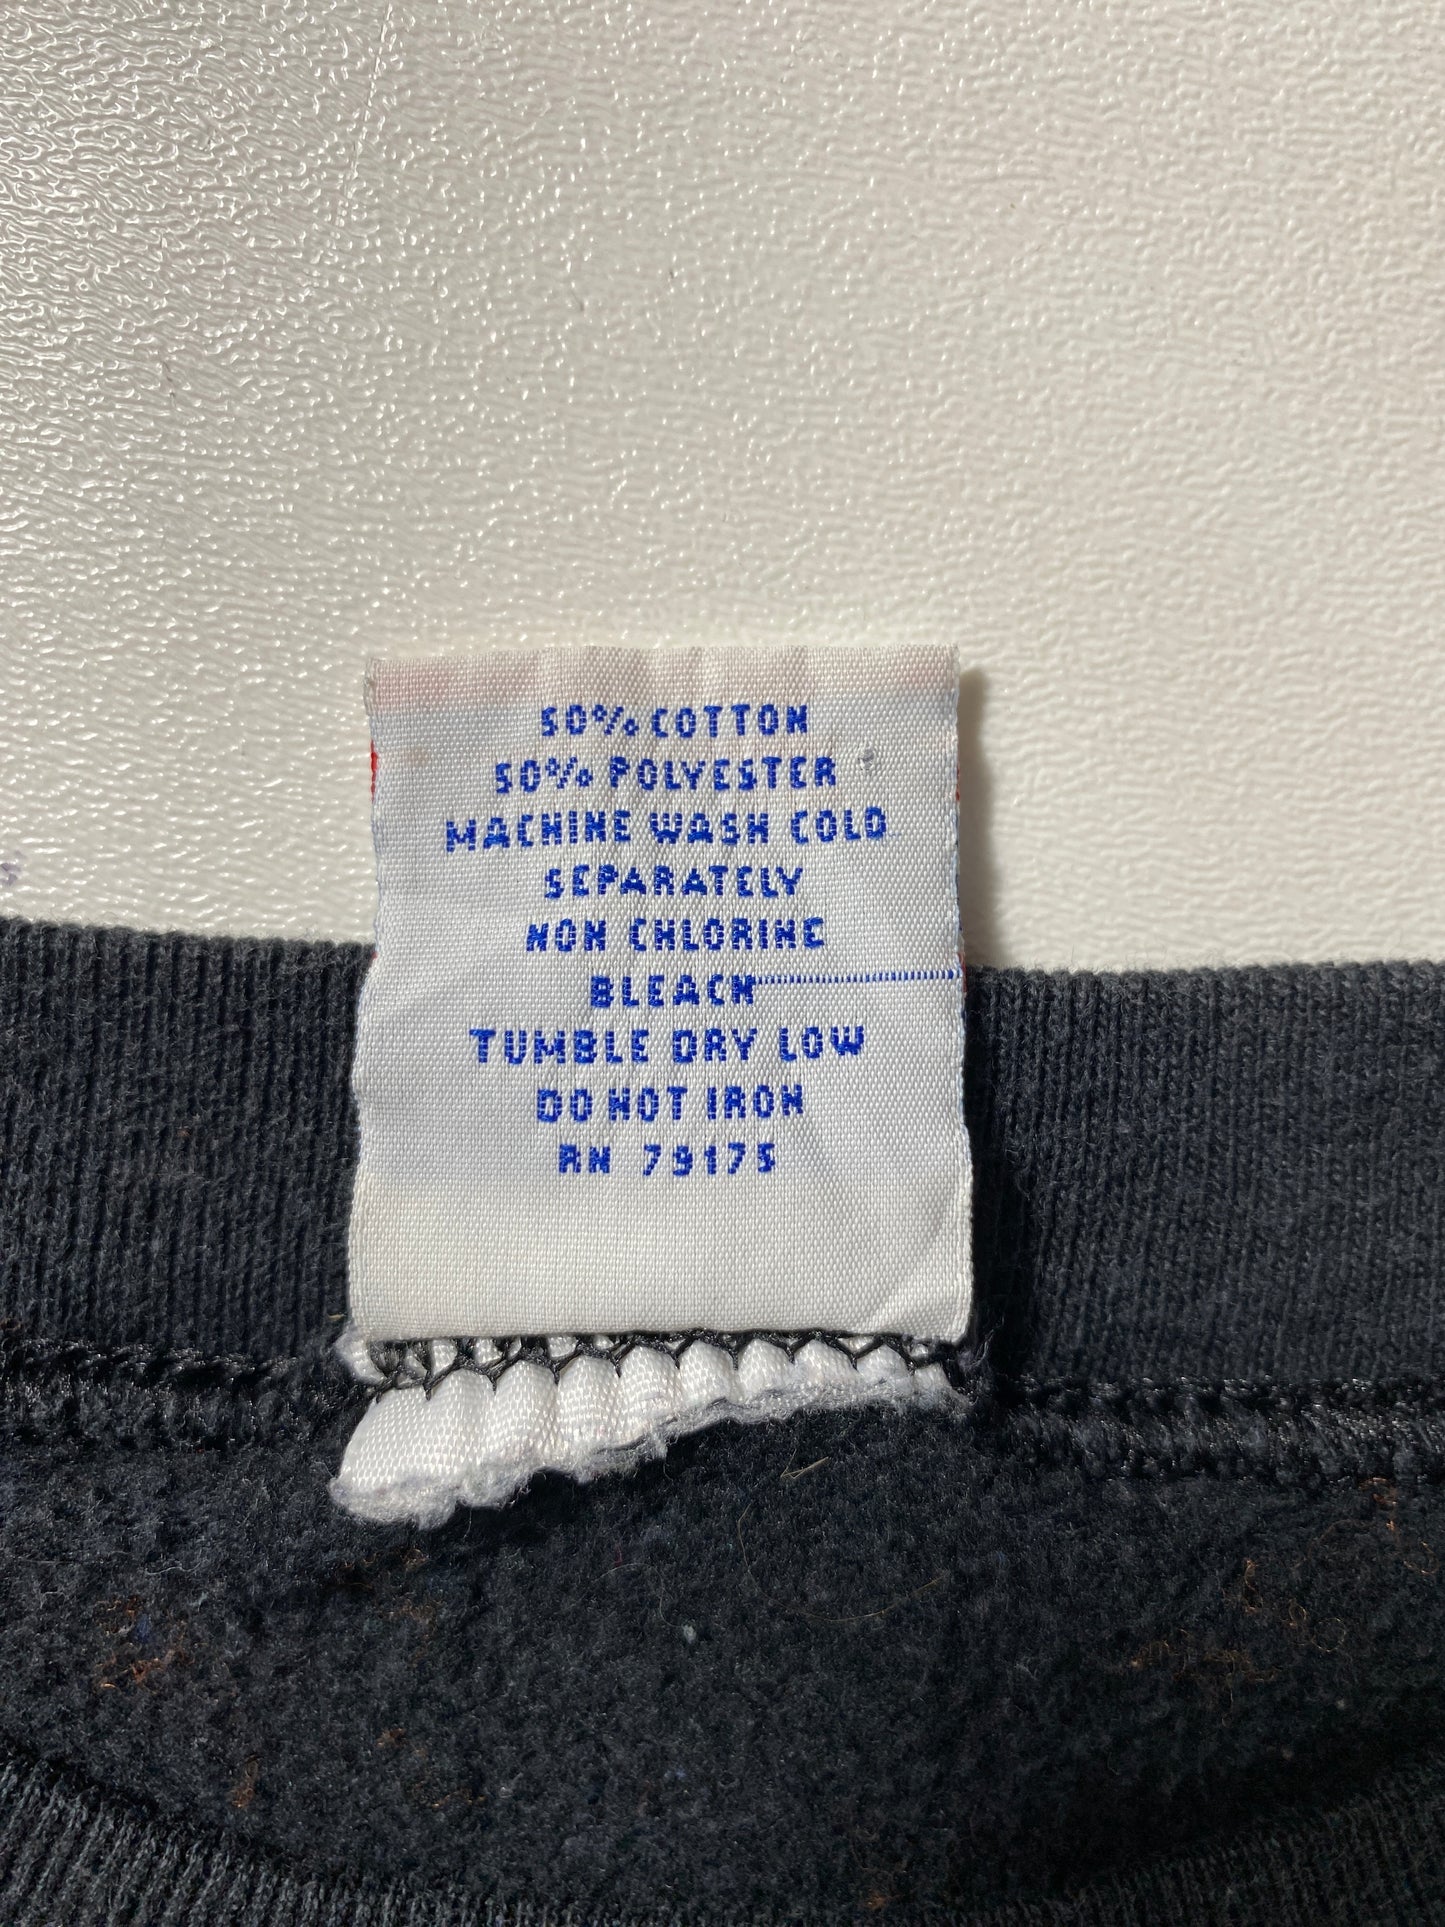 50% COTTON
50% POLYESTER
MACHINE WASH COLD
SEPARATELY
NON CHLORINE
BLEACH
TUMBLE DRY LOW
DO NOT IRON
RN 79175